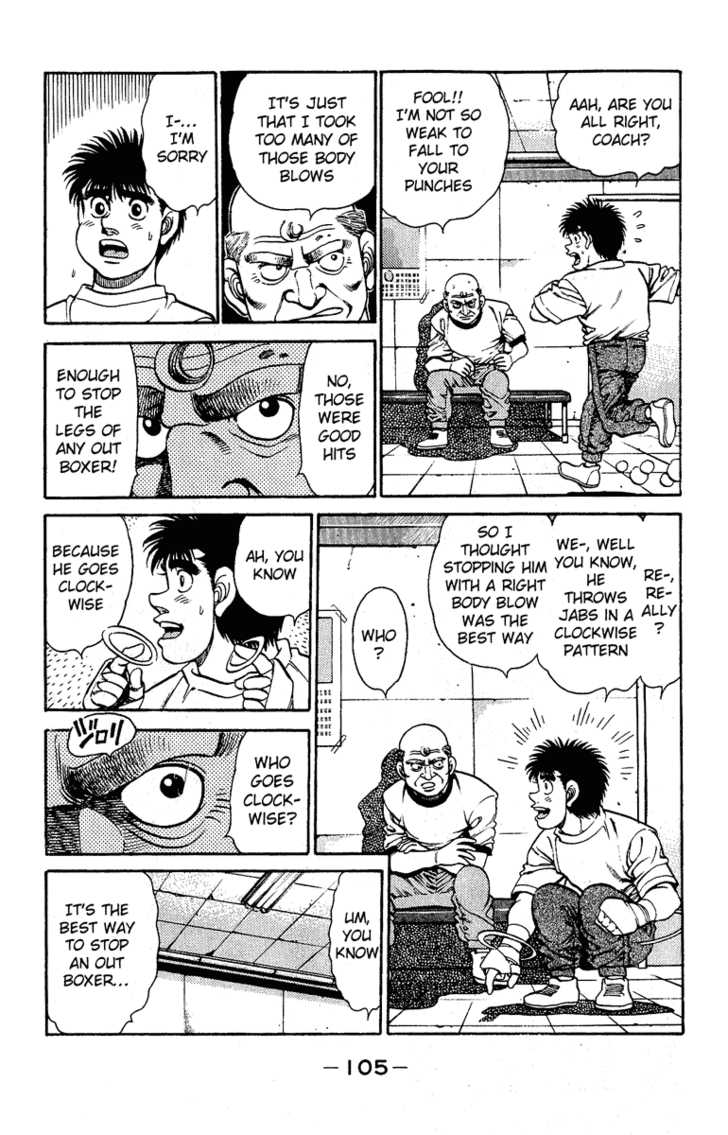 AAH, ARE YOU
ALL RIGHT,
COACH?
FOOL!!
I'M NOT SO
WEAK TO
FALL TO
YOUR
PUNCHES
IT'S JUST
THAT I TOOK
TOO MANY OF
THOSE BODY
BLOWS
I-...
I'M
SORRY
NO,
THOSE
WERE
GOOD
HITS
ENOUGH
TO STOP
THE
LEGS OF
ANY OUT
BOXER!
RE-,
RE-
ALLY
?
WE-, WELL
YOU KNOW,
HE
THROWS
JABS IN A
CLOCKWISE
PATTERN
SO I
THOUGHT
STOPPING HIM
WITH A RIGHT
BODY BLOW
WAS THE
BEST WAY
WHO
?
AH, YOU
KNOW
BECAUSE
HE GOES
CLOCK-
WISE
WHO
GOES
CLOCK-
WISE?
ジロリ
UM,
YOU
KNOW
IT'S THE
BEST WAY
TO STOP
AN OUT
BOXER...
-105-